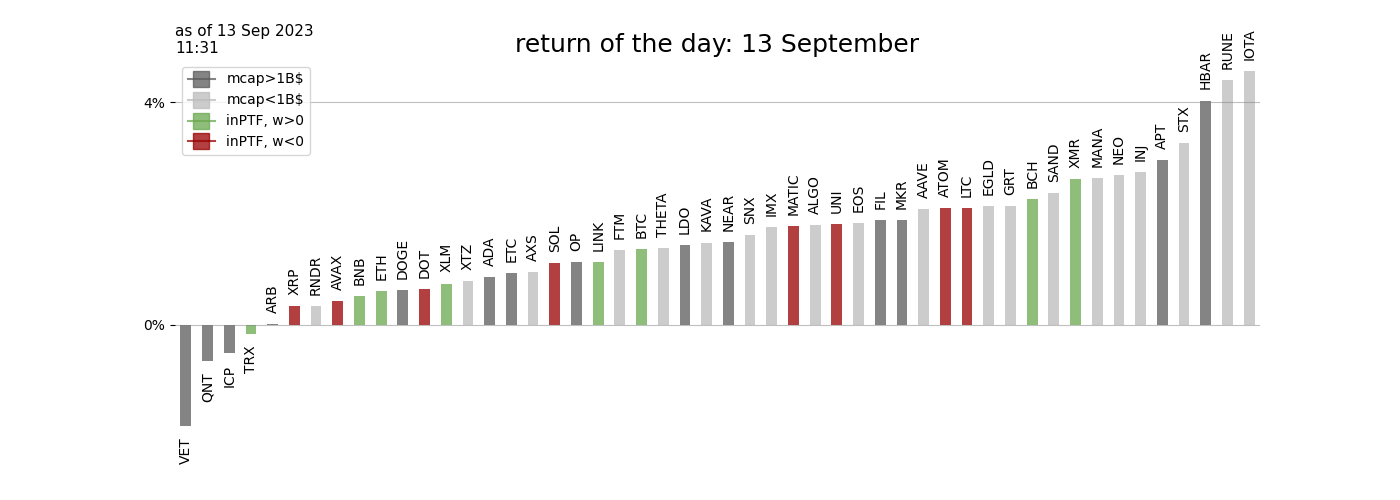 as of 13 Sep 2023
11:31
return of the day: 13 September
mcap>1B$
mcap<1B$
inPTF, w>0
inPTF, w<0
4%
0%
VET
QNT
ICP
TRX
ARB
XRP
RNDR
AVAX
BNB
ETH
DOGE
DOT
XLM
XTZ
ADA
ETC
AXS
SOL
OP
LINK
FTM
BTC
THETA
LDO
KAVA
NEAR
SNX
IMX
MATIC
ALGO
UNI
EOS
FIL
MKR
AAVE
ATOM
LTC
EGLD
GRT
BCH
SAND
XMR
MANA
NEO
INJ
APT
STX
HBAR
RUNE
IOTA